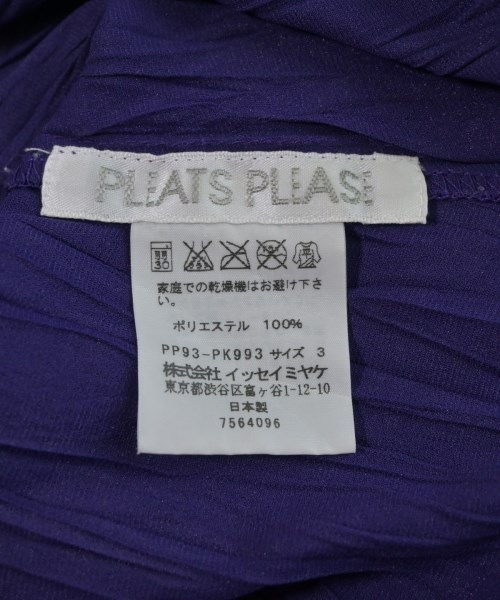 PLEATS PLEASE
家庭での乾燥機はお避け下さ
い。
ポリエステル 100%
PP93-PK993 サイズ 3
株式会社 イッセイミヤケ
東京都渋谷区富ヶ谷1-12-10
日本製
7564096